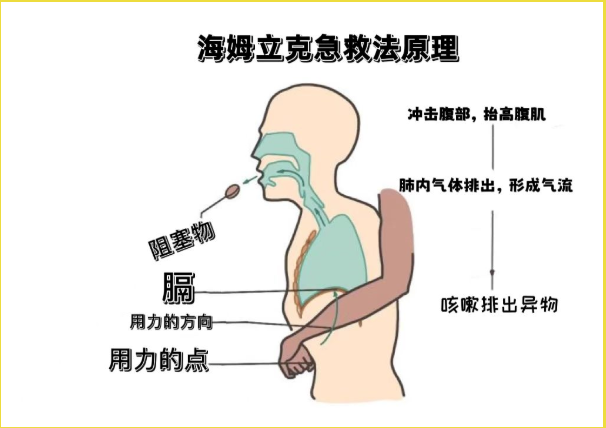 海姆立克急救法原理
冲击腹部，抬高腹肌
肺内气体排出，形成气流
咳嗽排出异物
阻塞物
膈
用力的方向
用力的点